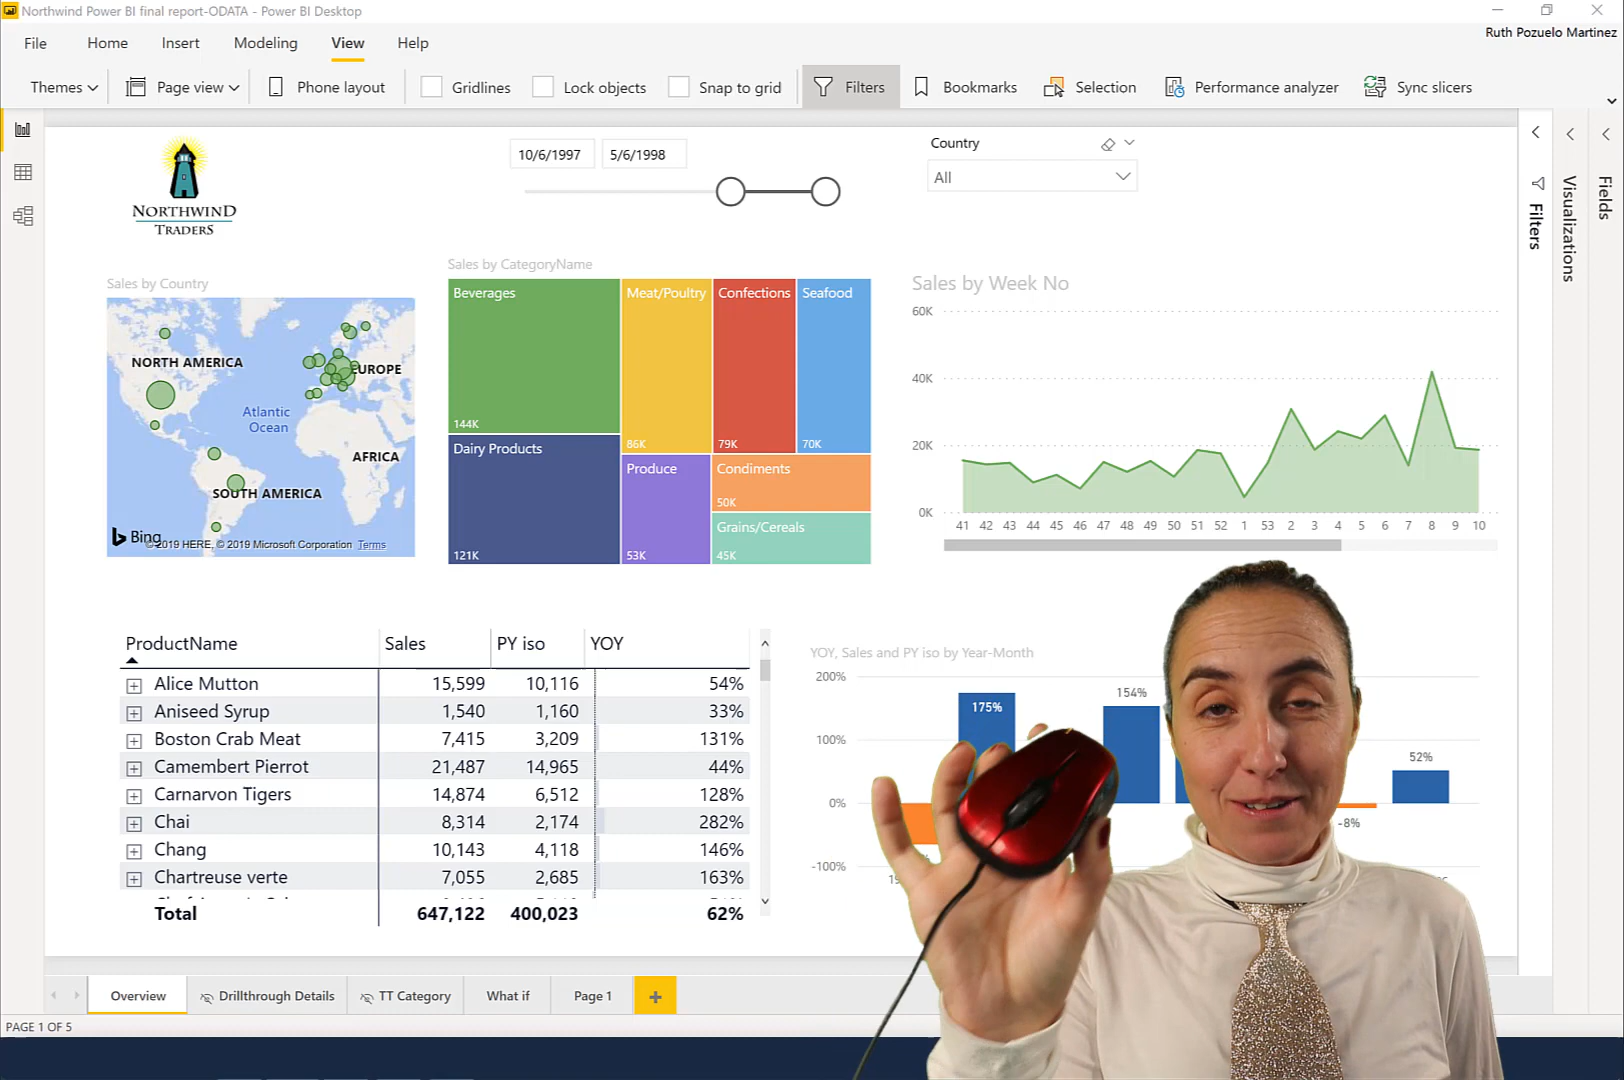 Northwind Power BI final report-ODATA - Power BI Desktop
Ruth Pozuelo Martinez
File Home Insert Modeling View Help
Themes Page view Phone layout Gridlines Lock objects Snap to grid Filters Bookmarks Selection Performance analyzer Sync slicers
NORTHWIND
TRADERS
10/6/1997 5/6/1998
Country
All
Filters
Visualizations
Fields
Sales by Country
NORTH AMERICA
EUROPE
Atlantic
Ocean
AFRICA
SOUTH AMERICA
Bing
© 2019 HERE, © 2019 Microsoft Corporation Terms
Sales by CategoryName
Beverages
144K
Dairy Products
121K
Meat/Poultry
86K
Confections
79K
Seafood
70K
Produce
53K
Condiments
50K
Grains/Cereals
45K
Sales by Week No
60K
40K
20K
0K
41 42 43 44 45 46 47 48 49 50 51 52 1 53 2 3 4 5 6 7 8 9 10
ProductName Sales PY iso YOY
Alice Mutton 15,599 10,116 54%
Aniseed Syrup 1,540 1,160 33%
Boston Crab Meat 7,415 3,209 131%
Camembert Pierrot 21,487 14,965 44%
Carnarvon Tigers 14,874 6,512 128%
Chai 8,314 2,174 282%
Chang 10,143 4,118 146%
Chartreuse verte 7,055 2,685 163%
Total 647,122 400,023 62%
YOY, Sales and PY iso by Year-Month
200%
100%
0%
-100%
175%
154%
-8%
52%
Overview Drillthrough Details TT Category What if Page 1 +
PAGE 1 OF 5